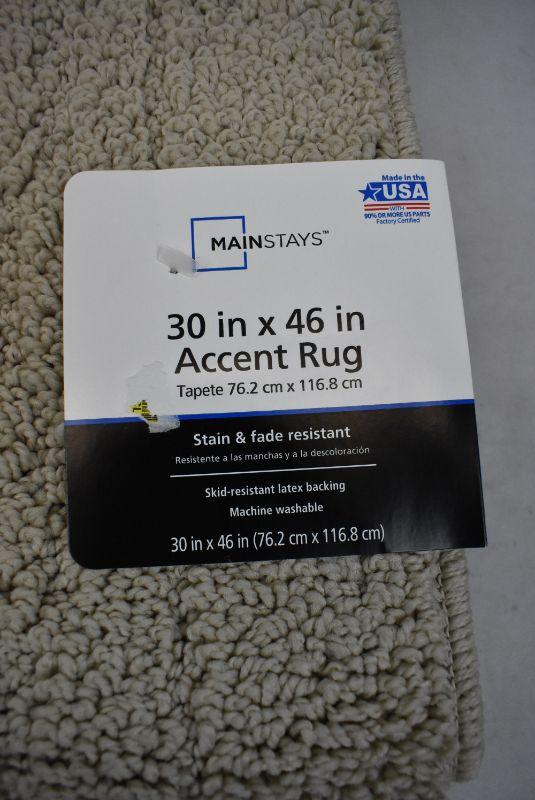 Made in the
USA
WITH
90% OR MORE US PARTS
Factory Certified
MAINSTAYS™
30 in x 46 in
Accent Rug
Tapete 76.2 cm x 116.8 cm
Stain & fade resistant
Resistente a las manchas y a la descoloración
Skid-resistant latex backing
Machine washable
30 in x 46 in (76.2 cm x 116.8 cm)